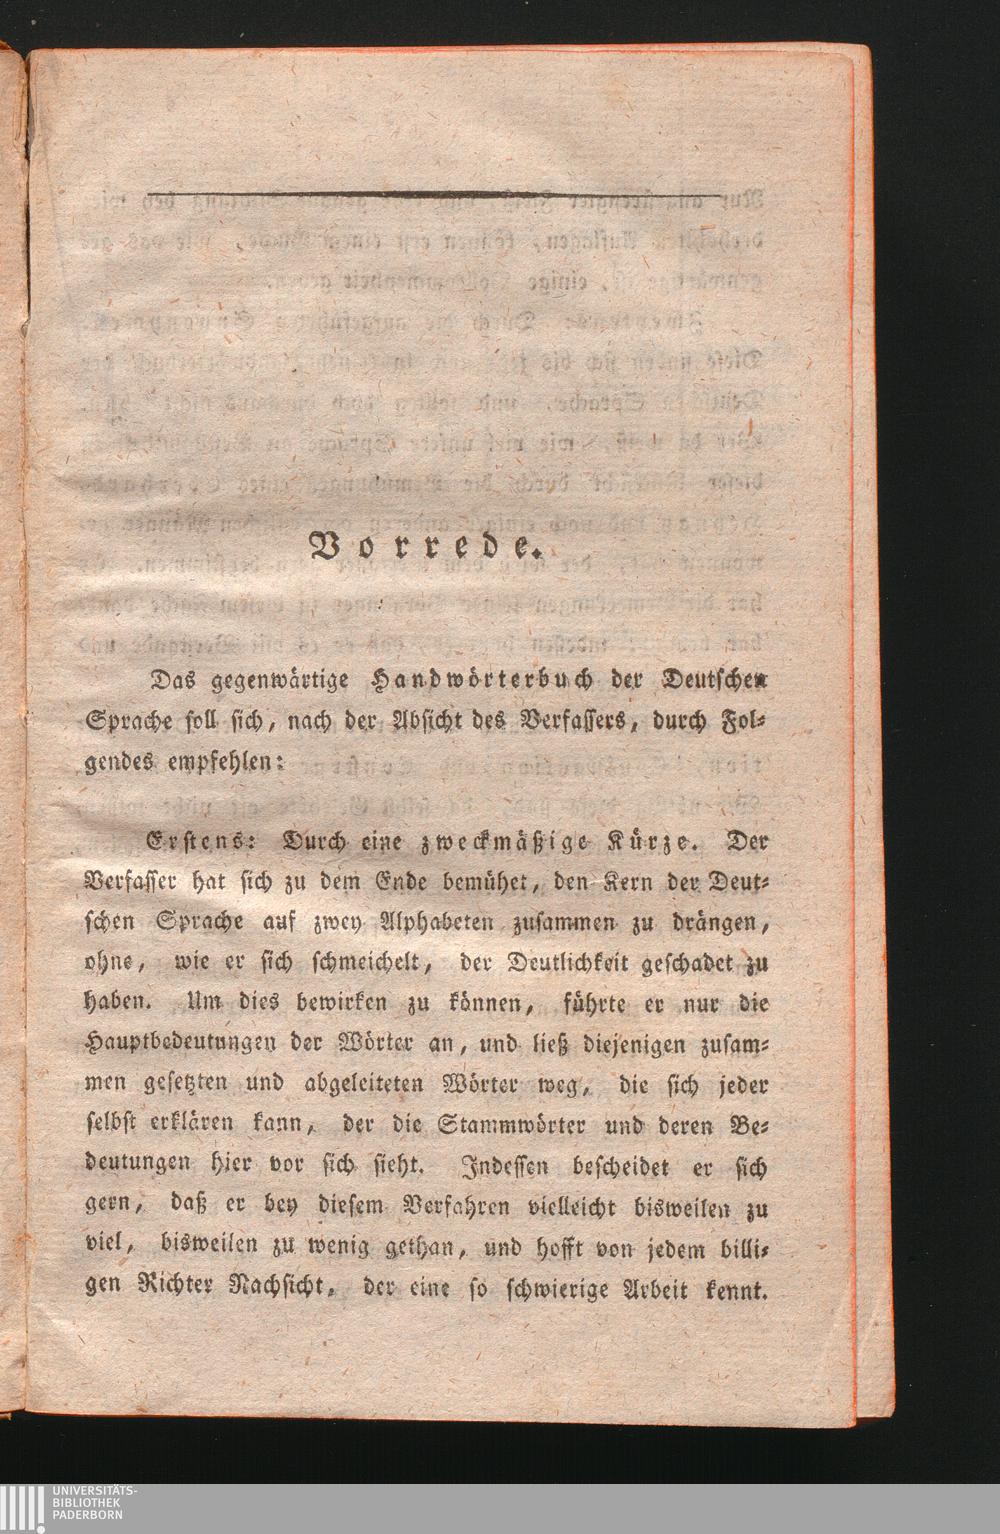 Vorrede.
Das gegenwärtige Handwörterbuch der Deutschen
Sprache soll sich, nach der Absicht des Verfassers, durch Fol⸗
gendes empfehlen:
Erstens: Durch eine zweckmäßige Kürze. Der
Verfasser hat sich zu dem Ende bemühet, den Kern der Deut⸗
schen Sprache auf zwey Alphabeten zusammen zu drängen,
ohne, wie er sich schmeichelt, der Deutlichkeit geschadet zu
haben. Um dies bewirken zu können, führte er nur die
Hauptbedeutungen der Wörter an, und ließ diejenigen zusam⸗
men gesetzten und abgeleiteten Wörter weg, die sich jeder
selbst erklären kann, der die Stammwörter und deren Be⸗
deutungen hier vor sich sieht. Indessen bescheidet er sich
gern, daß er bey diesem Verfahren vielleicht bisweilen zu
viel, bisweilen zu wenig gethan, und hofft von jedem billi⸗
gen Richter Nachsicht, der eine so schwierige Arbeit kennt.
UNIVERSITÄTS-
BIBLIOTHEK
PADERBORN